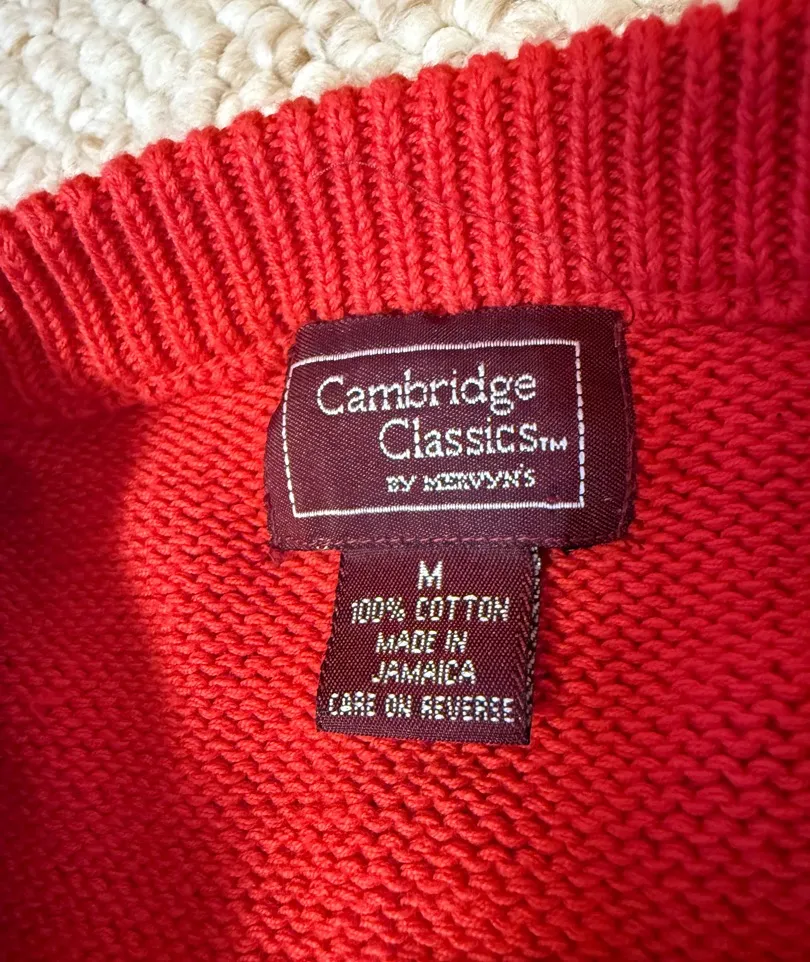 Cambridge
Classics™
BY MERVYN'S
M
100% COTTON
MADE IN
JAMAICA
CARE ON REVERSE